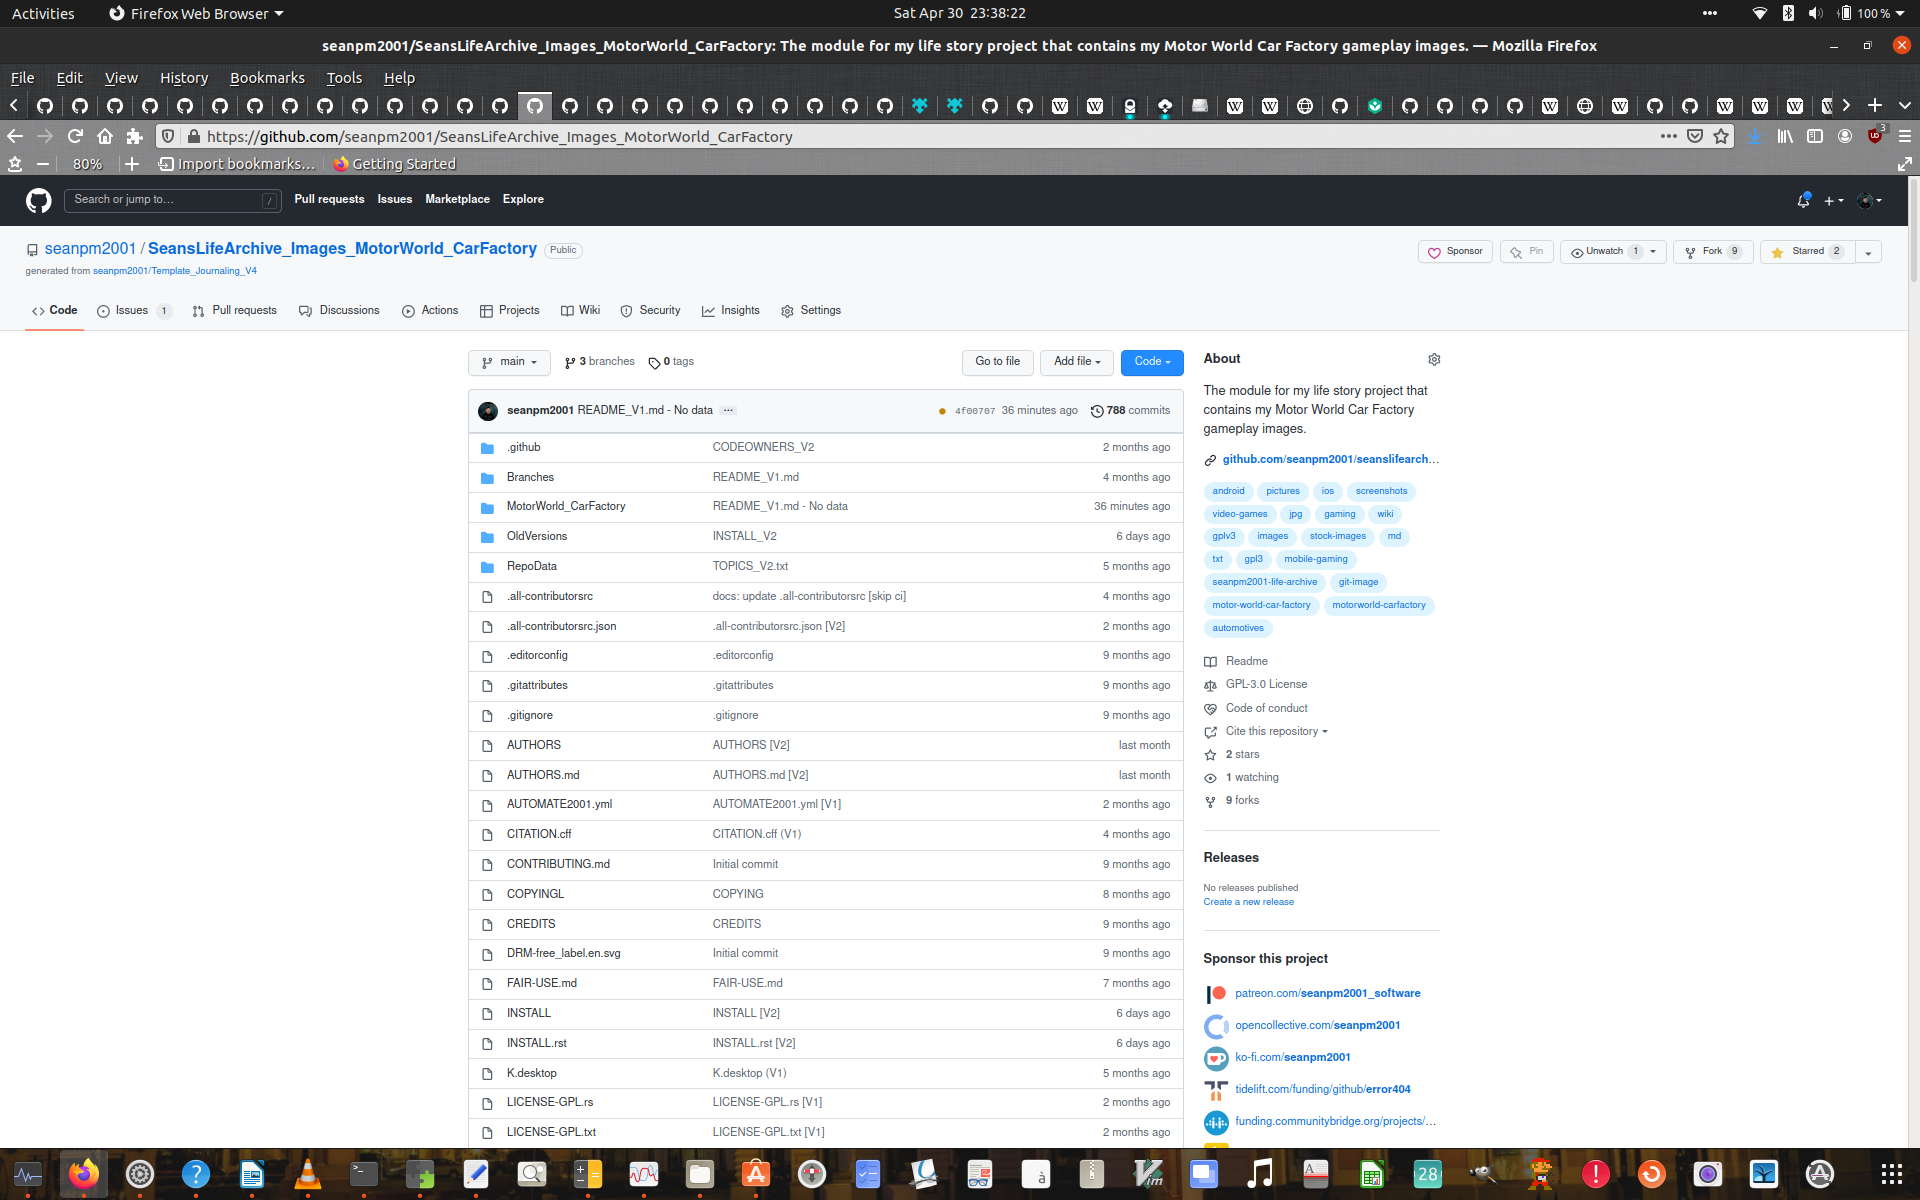 Activities
Firefox Web Browser
Sat Apr 30  23:38:22
100 %
seanpm2001/SeansLifeArchive_Images_MotorWorld_CarFactory: The module for my life story project that contains my Motor World Car Factory gameplay images. — Mozilla Firefox
File Edit View History Bookmarks Tools Help
https://github.com/seanpm2001/SeansLifeArchive_Images_MotorWorld_CarFactory
3
80%
Import bookmarks...
Getting Started
Search or jump to...
/
Pull requests Issues Marketplace Explore
seanpm2001 / SeansLifeArchive_Images_MotorWorld_CarFactory Public
generated from seanpm2001/Template_Journaling_V4
Sponsor
Pin
Unwatch 1
Fork 9
Starred 2
Code
Issues 1
Pull requests
Discussions
Actions
Projects
Wiki
Security
Insights
Settings
main
3 branches
0 tags
Go to file
Add file
Code
seanpm2001 README_V1.md - No data ...
4f00707 36 minutes ago
788 commits
.github CODEOWNERS_V2 2 months ago
Branches README_V1.md 4 months ago
MotorWorld_CarFactory README_V1.md - No data 36 minutes ago
OldVersions INSTALL_V2 6 days ago
RepoData TOPICS_V2.txt 5 months ago
.all-contributorsrc docs: update .all-contributorsrc [skip ci] 4 months ago
.all-contributorsrc.json .all-contributorsrc.json [V2] 2 months ago
.editorconfig .editorconfig 9 months ago
.gitattributes .gitattributes 9 months ago
.gitignore .gitignore 9 months ago
AUTHORS AUTHORS [V2] last month
AUTHORS.md AUTHORS.md [V2] last month
AUTOMATE2001.yml AUTOMATE2001.yml [V1] 2 months ago
CITATION.cff CITATION.cff (V1) 4 months ago
CONTRIBUTING.md Initial commit 9 months ago
COPYINGL COPYING 8 months ago
CREDITS CREDITS 9 months ago
DRM-free_label.en.svg Initial commit 9 months ago
FAIR-USE.md FAIR-USE.md 7 months ago
INSTALL INSTALL [V2] 6 days ago
INSTALL.rst INSTALL.rst [V2] 6 days ago
K.desktop K.desktop (V1) 5 months ago
LICENSE-GPL.rs LICENSE-GPL.rs [V1] 2 months ago
LICENSE-GPL.txt LICENSE-GPL.txt [V1] 2 months ago
About
The module for my life story project that
contains my Motor World Car Factory
gameplay images.
github.com/seanpm2001/seanslifearch...
android pictures ios screenshots
video-games jpg gaming wiki
gplv3 images stock-images md
txt gpl3 mobile-gaming
seanpm2001-life-archive git-image
motor-world-car-factory motorworld-carfactory
automotives
Readme
GPL-3.0 License
Code of conduct
Cite this repository
2 stars
1 watching
9 forks
Releases
No releases published
Create a new release
Sponsor this project
patreon.com/seanpm2001_software
opencollective.com/seanpm2001
ko-fi.com/seanpm2001
tidelift.com/funding/github/error404
funding.communitybridge.org/projects/...
28